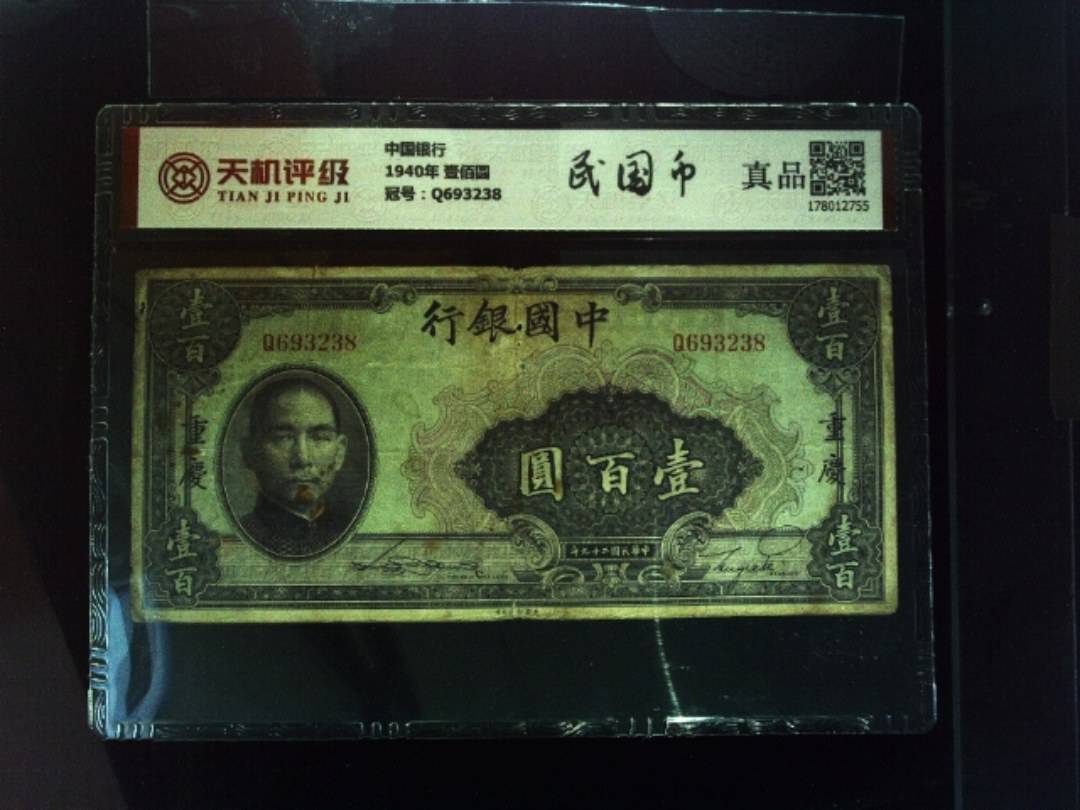 天机评级
TIAN JI PING JI
中国银行
1940年 壹佰圓
冠号：Q693238
民国币
真品
178012755
行銀國中
Q693238
Q693238
壹百
壹百
重慶
重慶
圓百壹
壹百
壹百
年九十二國民華中